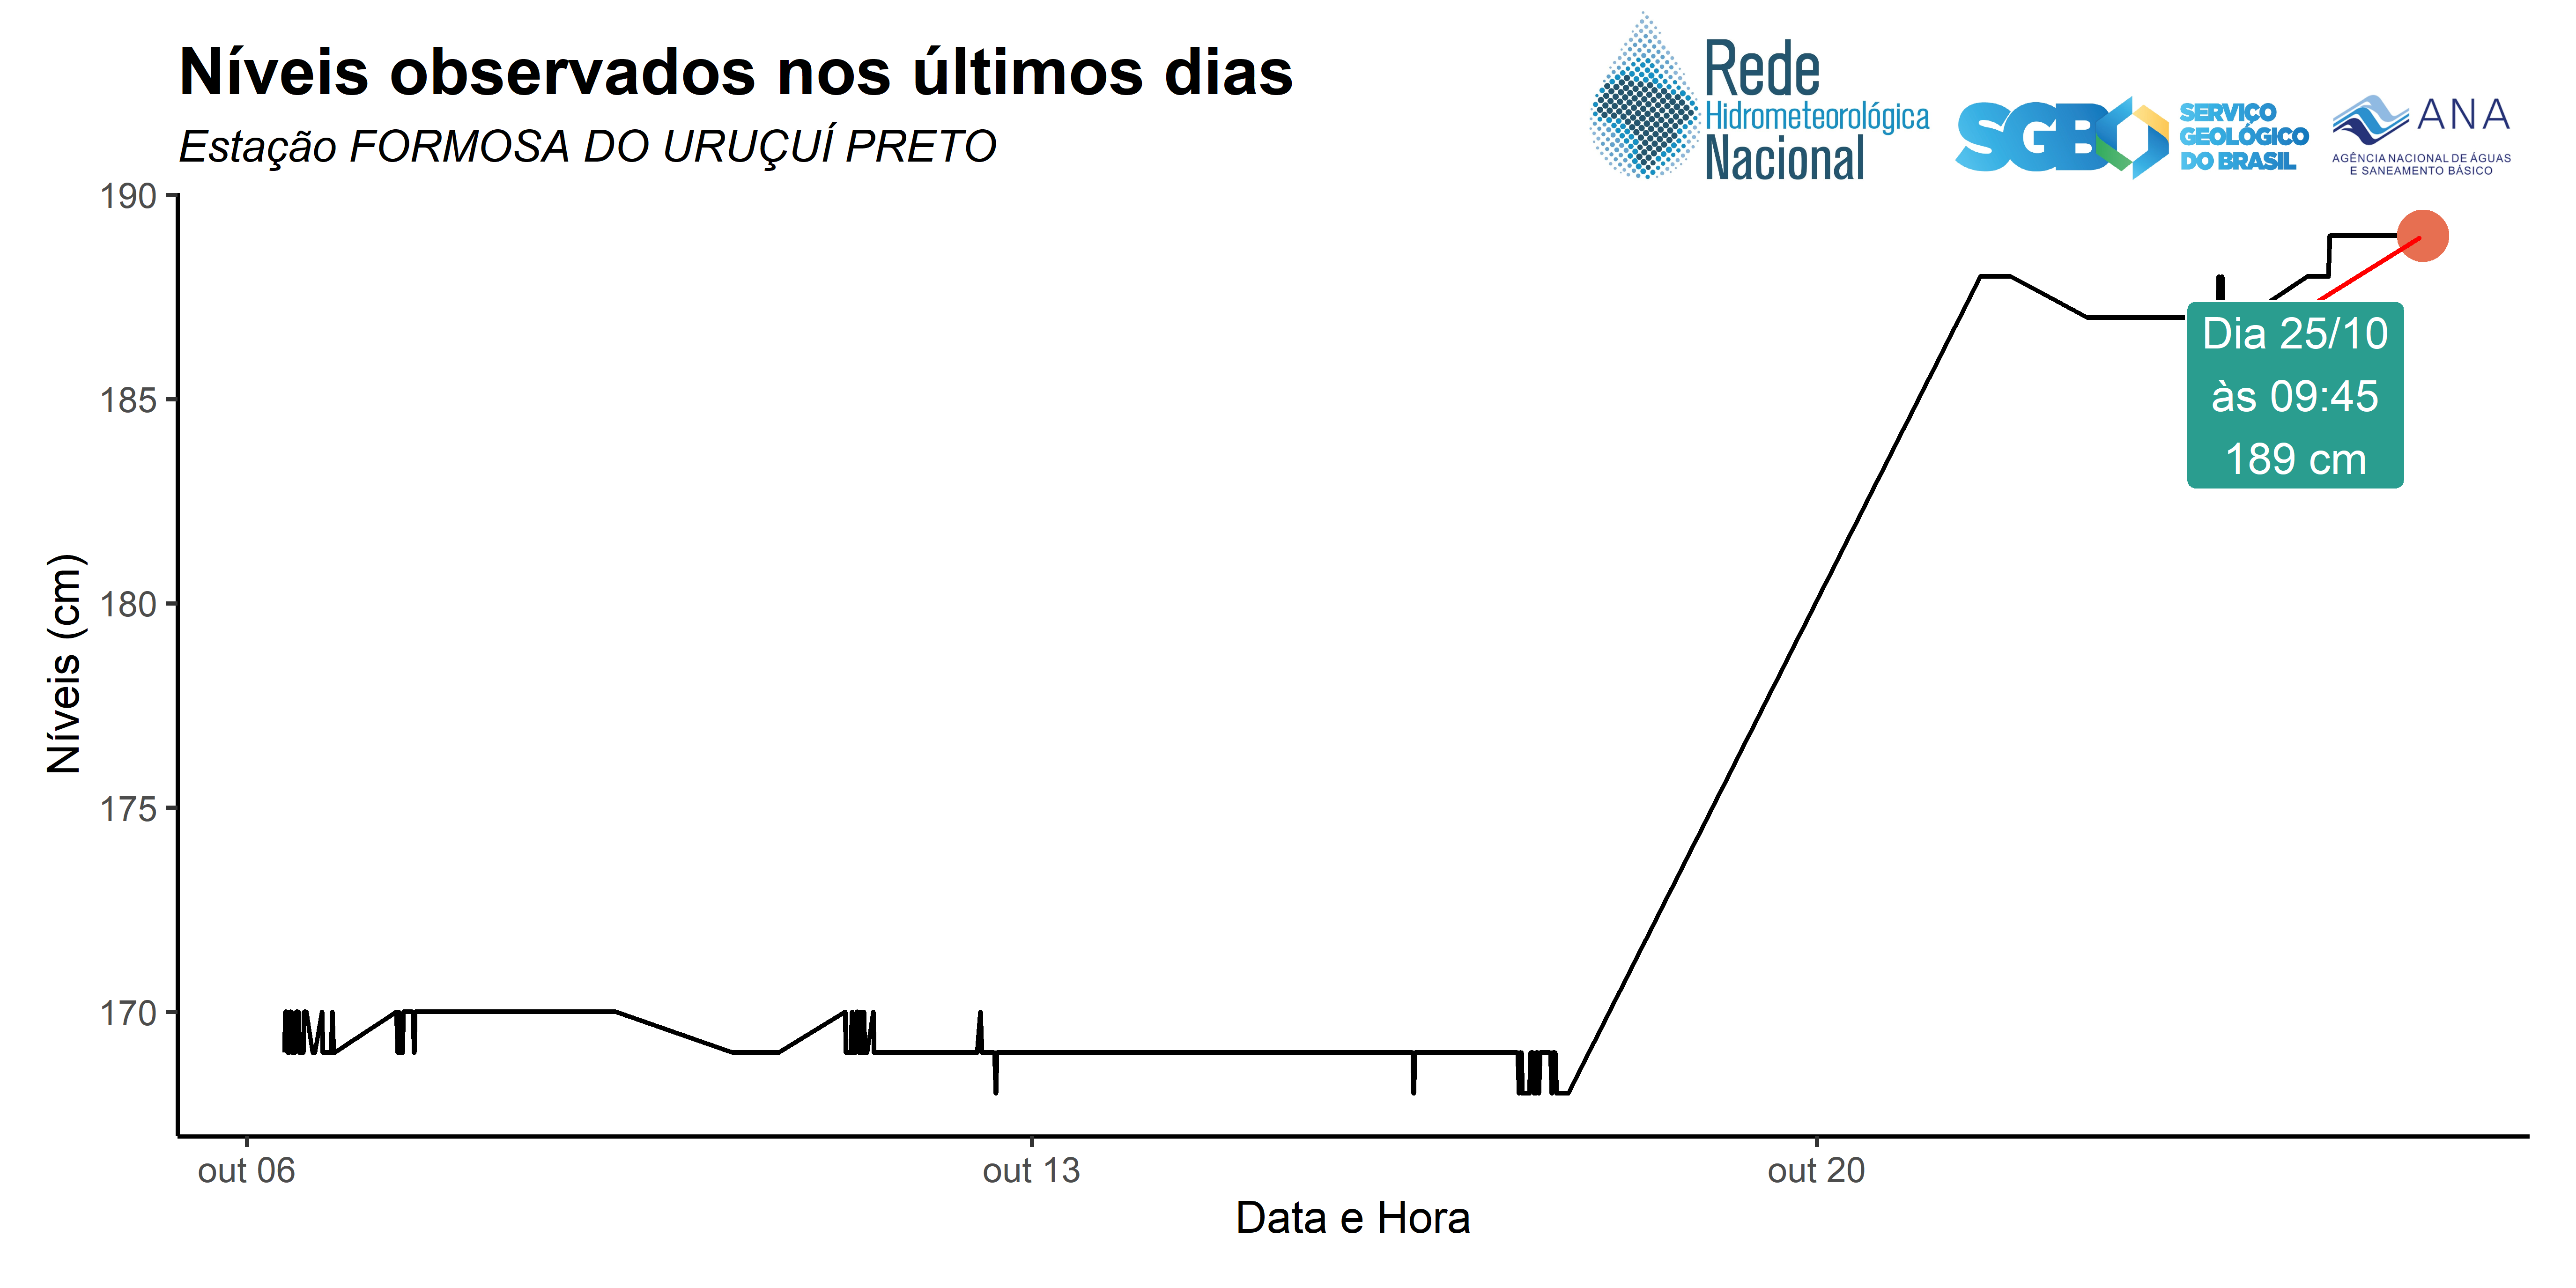 Níveis observados nos últimos dias
Estação FORMOSA DO URUÇUÍ PRETO
Rede
Hidrometeorológica
Nacional
SGB
SERVIÇO
GEOLÓGICO
DO BRASIL
ANA
AGÊNCIA NACIONAL DE ÁGUAS
E SANEAMENTO BÁSICO
190
185
180
175
170
Níveis (cm)
Dia 25/10
às 09:45
189 cm
out 06
out 13
out 20
Data e Hora